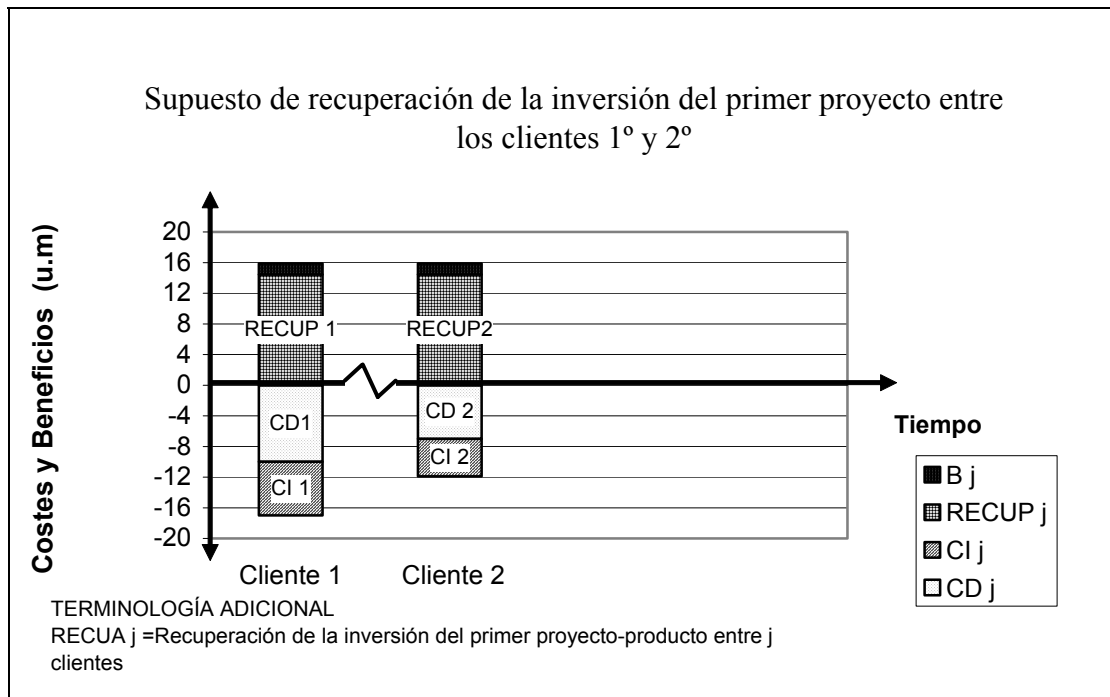 Supuesto de recuperación de la inversión del primer proyecto entre
los clientes 1º y 2º
Costes y Beneficios (u.m)
20
16
12
8
4
0
-4
-8
-12
-16
-20
RECUP 1
RECUP2
CD1
CD 2
CI 1
CI 2
Cliente 1
Cliente 2
Tiempo
B j
RECUP j
CI j
CD j
TERMINOLOGÍA ADICIONAL
RECUA j =Recuperación de la inversión del primer proyecto-producto entre j
clientes